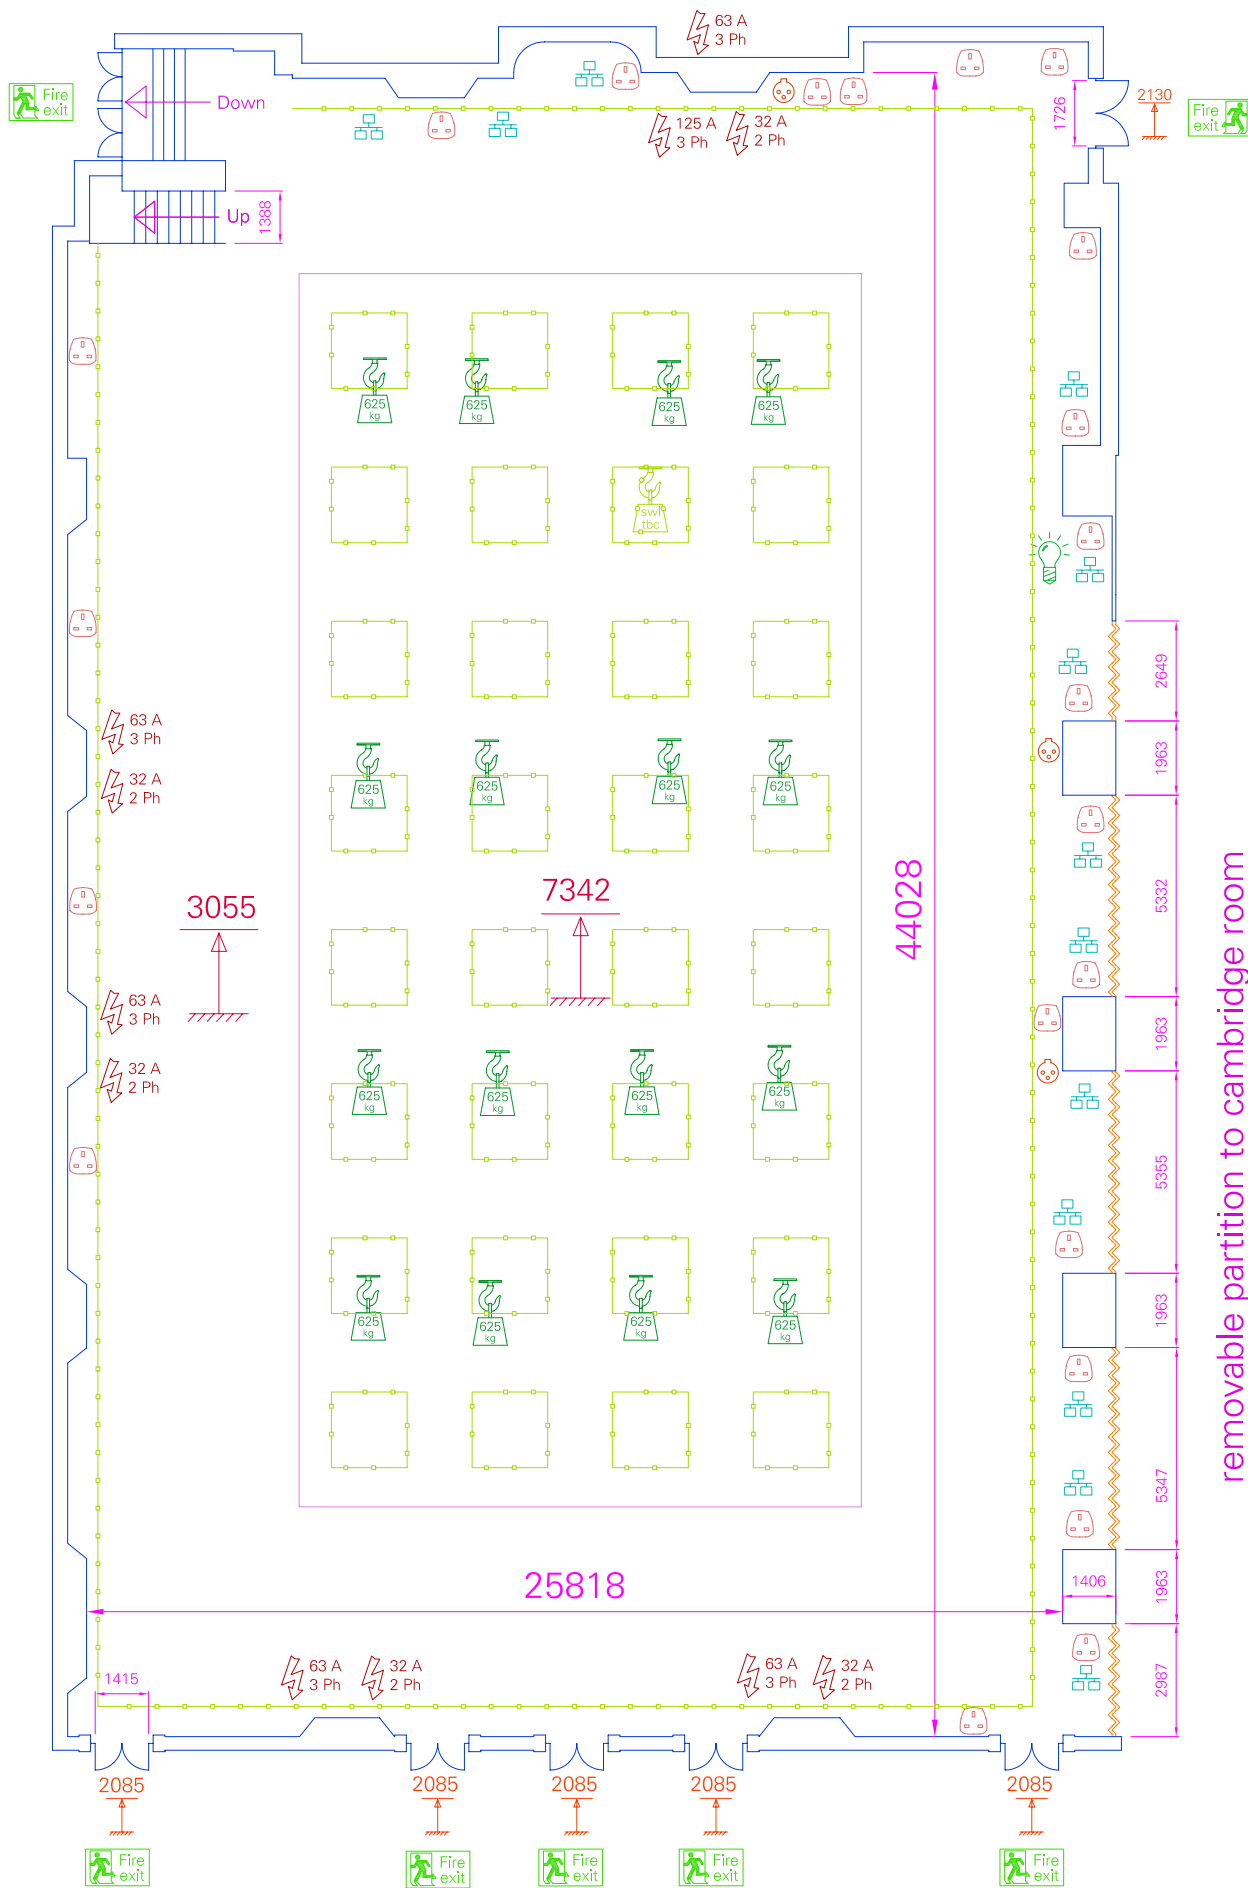 63 A
3 Ph
Fire
exit
Down
125 A
3 Ph
32 A
2 Ph
1726
2130
Fire
exit
Up
1388
625
kg
625
kg
625
kg
625
kg
swl
tbc
2649
63 A
3 Ph
32 A
2 Ph
625
kg
625
kg
625
kg
625
kg
1963
5332
3055
7342
44028
removable partition to cambridge room
63 A
3 Ph
32 A
2 Ph
1963
625
kg
625
kg
625
kg
625
kg
5355
625
kg
625
kg
625
kg
625
kg
1963
5347
25818
1406
1963
63 A
3 Ph
32 A
2 Ph
63 A
3 Ph
32 A
2 Ph
1415
2987
2085
2085
2085
2085
2085
Fire
exit
Fire
exit
Fire
exit
Fire
exit
Fire
exit